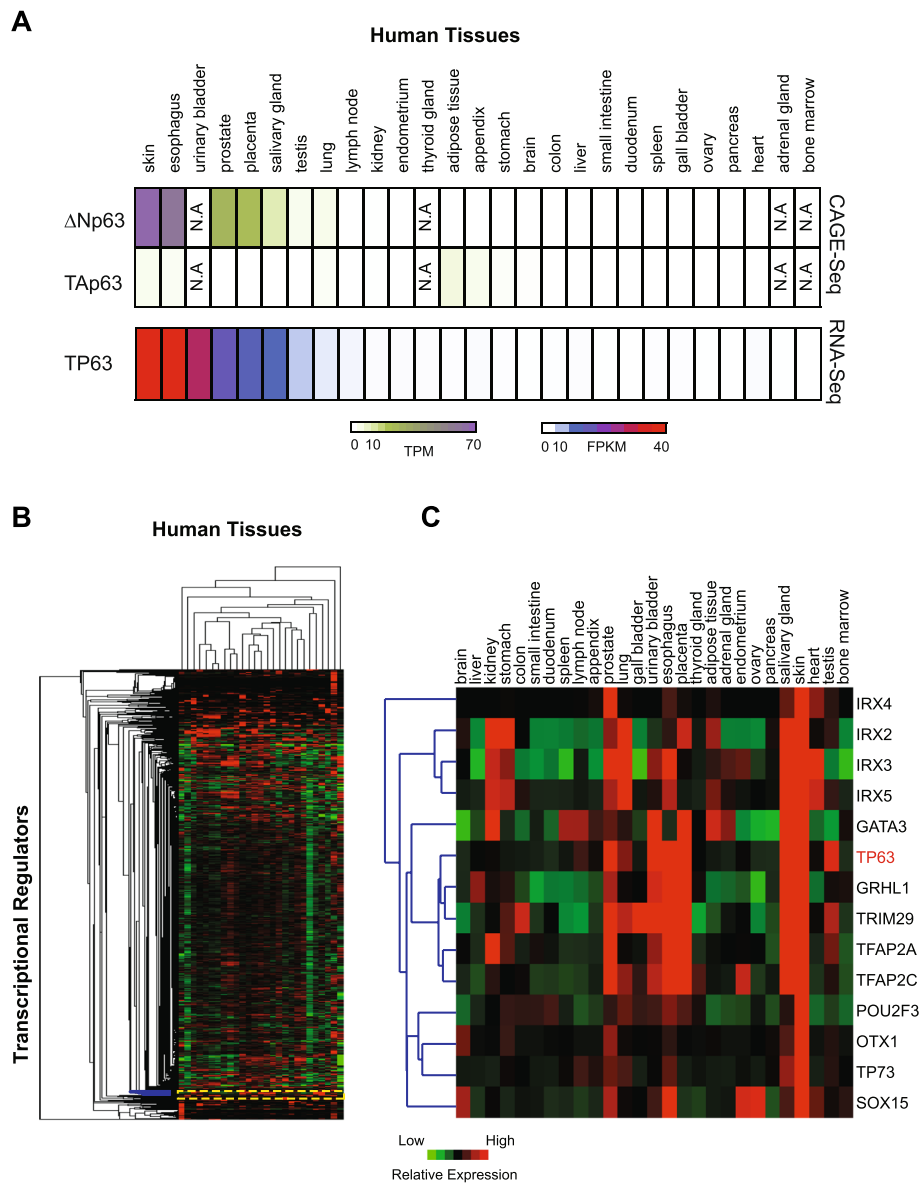 A
Human Tissues
skin
esophagus
urinary bladder
prostate
placenta
salivary gland
testis
lung
lymph node
kidney
endometrium
thyroid gland
adipose tissue
appendix
stomach
brain
colon
liver
small intestine
duodenum
spleen
gall bladder
ovary
pancreas
heart
adrenal gland
bone marrow
ΔNp63
N.A
N.A
N.A
N.A
CAGE-Seq
TAp63
N.A
N.A
N.A
N.A
TP63
RNA-Seq
0 10 70
TPM
0 10 FPKM 40
B
Human Tissues
Transcriptional Regulators
C
brain
liver
kidney
stomach
colon
small intestine
duodenum
spleen
lymph node
appendix
prostate
lung
gall bladder
urinary bladder
esophagus
placenta
thyroid gland
adipose tissue
adrenal gland
endometrium
ovary
pancreas
salivary gland
skin
heart
testis
bone marrow
IRX4
IRX2
IRX3
IRX5
GATA3
TP63
GRHL1
TRIM29
TFAP2A
TFAP2C
POU2F3
OTX1
TP73
SOX15
Low High
Relative Expression